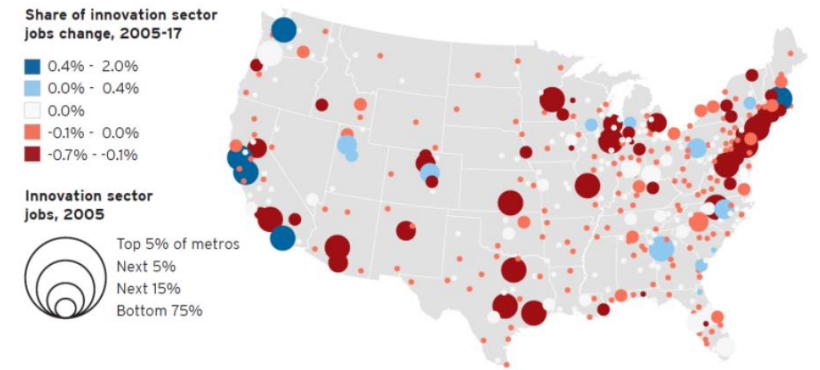 Share of innovation sector
jobs change, 2005-17
0.4% - 2.0%
0.0% - 0.4%
0.0%
-0.1% - 0.0%
-0.7% - -0.1%
Innovation sector
jobs, 2005
Top 5% of metros
Next 5%
Next 15%
Bottom 75%